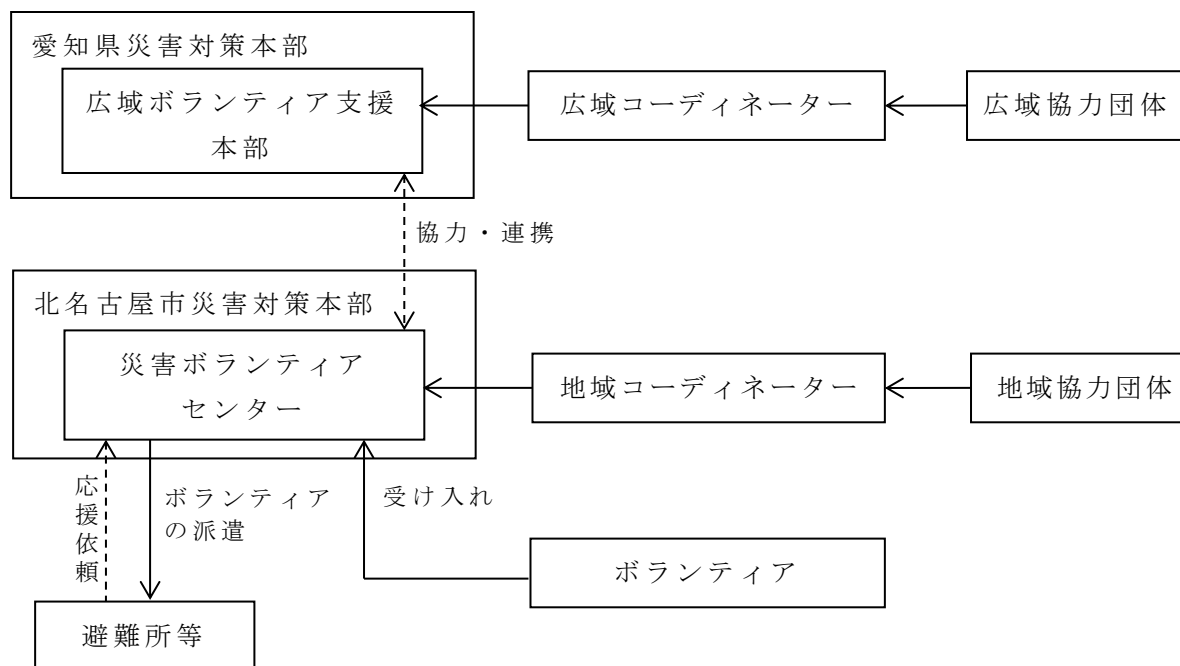 愛知県災害対策本部
広域ボランティア支援
本部
広域コーディネーター
広域協力団体
協力・連携
北名古屋市災害対策本部
災害ボランティア
センター
地域コーディネーター
地域協力団体
応援依頼
ボランティア
の派遣
受け入れ
ボランティア
避難所等